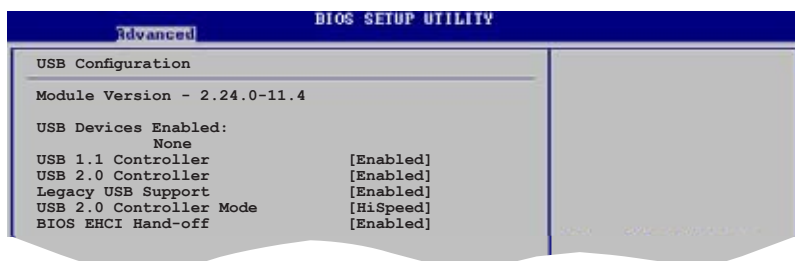 BIOS SETUP UTILITY
Advanced
USB Configuration
Module Version - 2.24.0-11.4
USB Devices Enabled:
None
USB 1.1 Controller [Enabled]
USB 2.0 Controller [Enabled]
Legacy USB Support [Enabled]
USB 2.0 Controller Mode [HiSpeed]
BIOS EHCI Hand-off [Enabled]